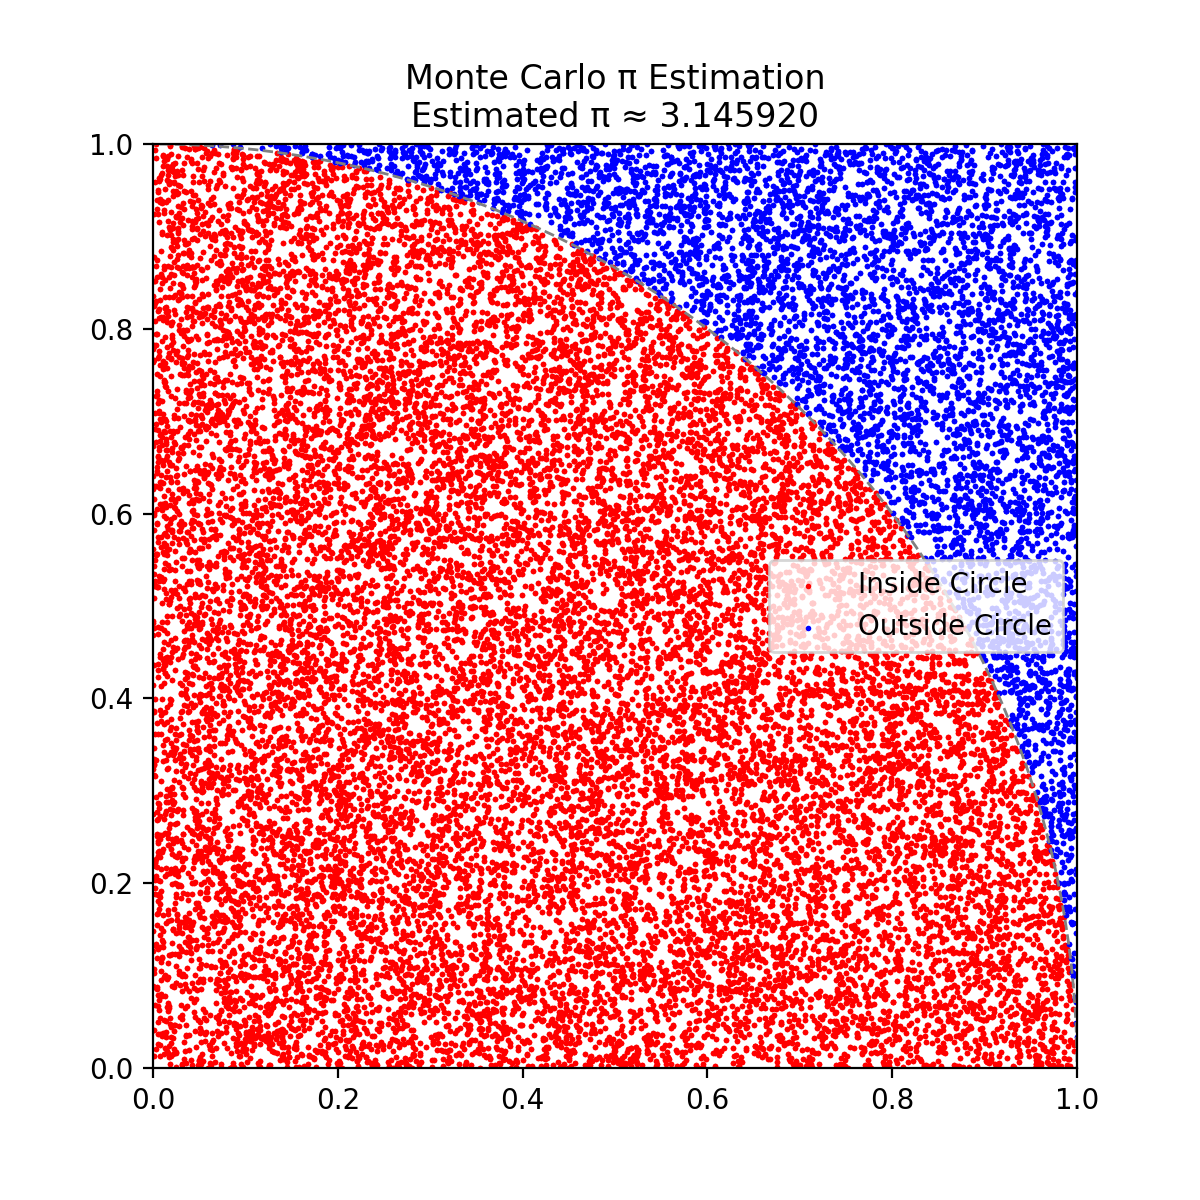 Monte Carlo π Estimation
Estimated π ≈ 3.145920
1.0
0.8
0.6
0.4
0.2
0.0
Inside Circle
Outside Circle
0.0 0.2 0.4 0.6 0.8 1.0